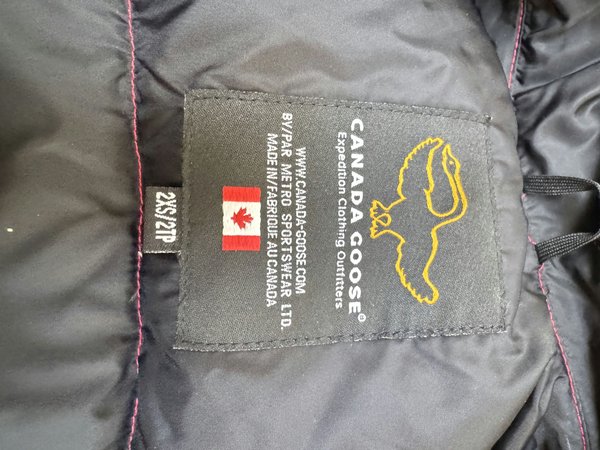 CANADA GOOSE®
Expedition Clothing Outfitters
WWW.CANADA-GOOSE.COM
BY/PAR METRO SPORTSWEAR LTD.
MADE IN/FABRIQUE AU CANADA
2XS/2TP